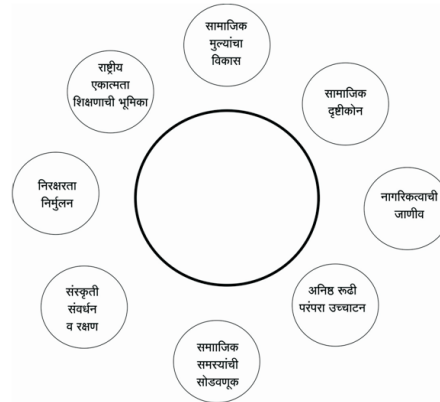 सामाजिक
मुल्यांचा
विकास
सामाजिक
दृष्टीकोन
नागरिकत्वाची
जाणीव
अनिष्ठ रूढी
परंपरा उच्चाटन
समााजिक
समस्यांची
सोडवणूक
संस्कृती
संवर्धन
व रक्षण
निरक्षरता
निर्मुलन
राष्ट्रीय
एकात्मता
शिक्षणाची भूमिका